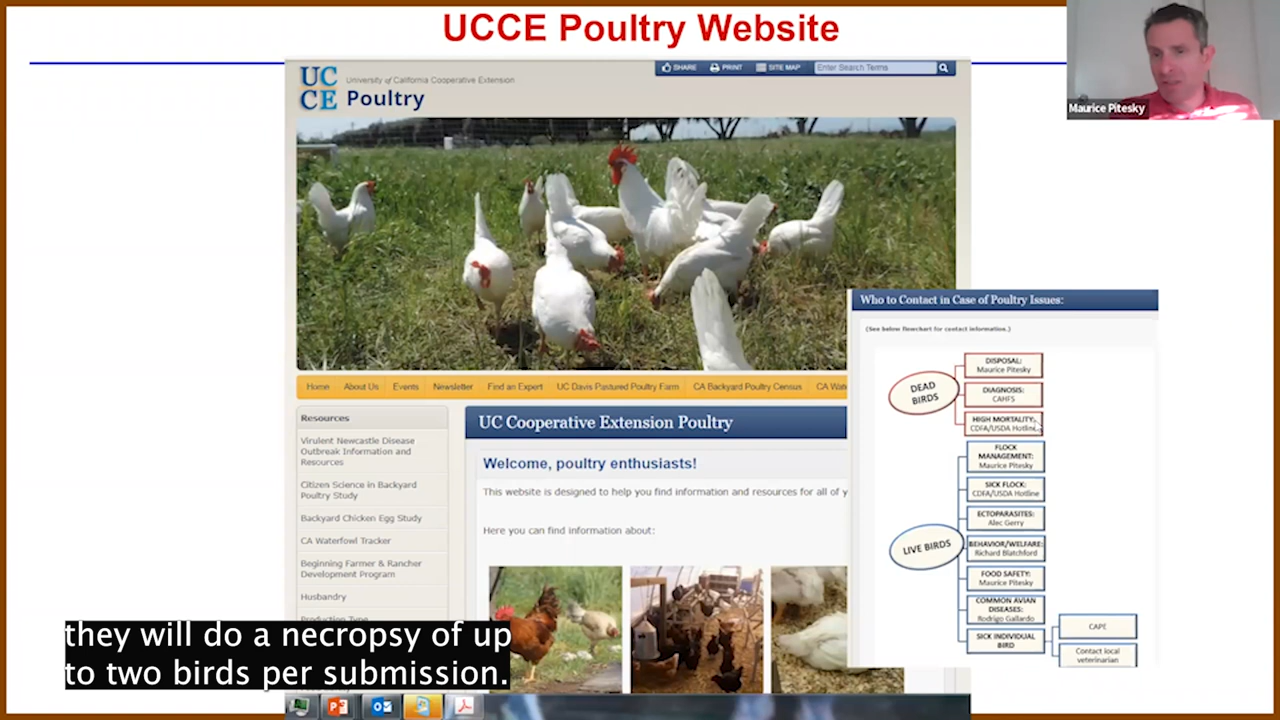 UCCE Poultry Website
Maurice Pitesky
UC
CE
University of California Cooperative Extension
Poultry
SHARE
PRINT
SITE MAP
Enter Search Terms
Home
About Us
Events
Newsletter
Find an Expert
UC Davis Pastured Poultry Farm
CA Backyard Poultry Census
CA Wate
Resources
Virulent Newcastle Disease
Outbreak Information and
Resources
Citizen Science in Backyard
Poultry Study
Backyard Chicken Egg Study
CA Waterfowl Tracker
Beginning Farmer & Rancher
Development Program
Husbandry
UC Cooperative Extension Poultry
Welcome, poultry enthusiasts!
This website is designed to help you find information and resources for all of y
Here you can find information about:
Who to Contact in Case of Poultry Issues:
(See below flowchart for contact information.)
DEAD
BIRDS
DISPOSAL:
Maurice Pitesky
DIAGNOSIS:
CAHFS
HIGH MORTALITY:
CDFA/USDA Hotline
LIVE BIRDS
FLOCK
MANAGEMENT:
Maurice Pitesky
SICK FLOCK:
CDFA/USDA Hotline
ECTOPARASITES:
Alec Gerry
BEHAVIOR/WELFARE:
Richard Blatchford
FOOD SAFETY:
Maurice Pitesky
COMMON AVIAN
DISEASES:
Rodrigo Gallardo
SICK INDIVIDUAL
BIRD
CAPE
Contact local
veterinarian
they will do a necropsy of up
to two birds per submission.